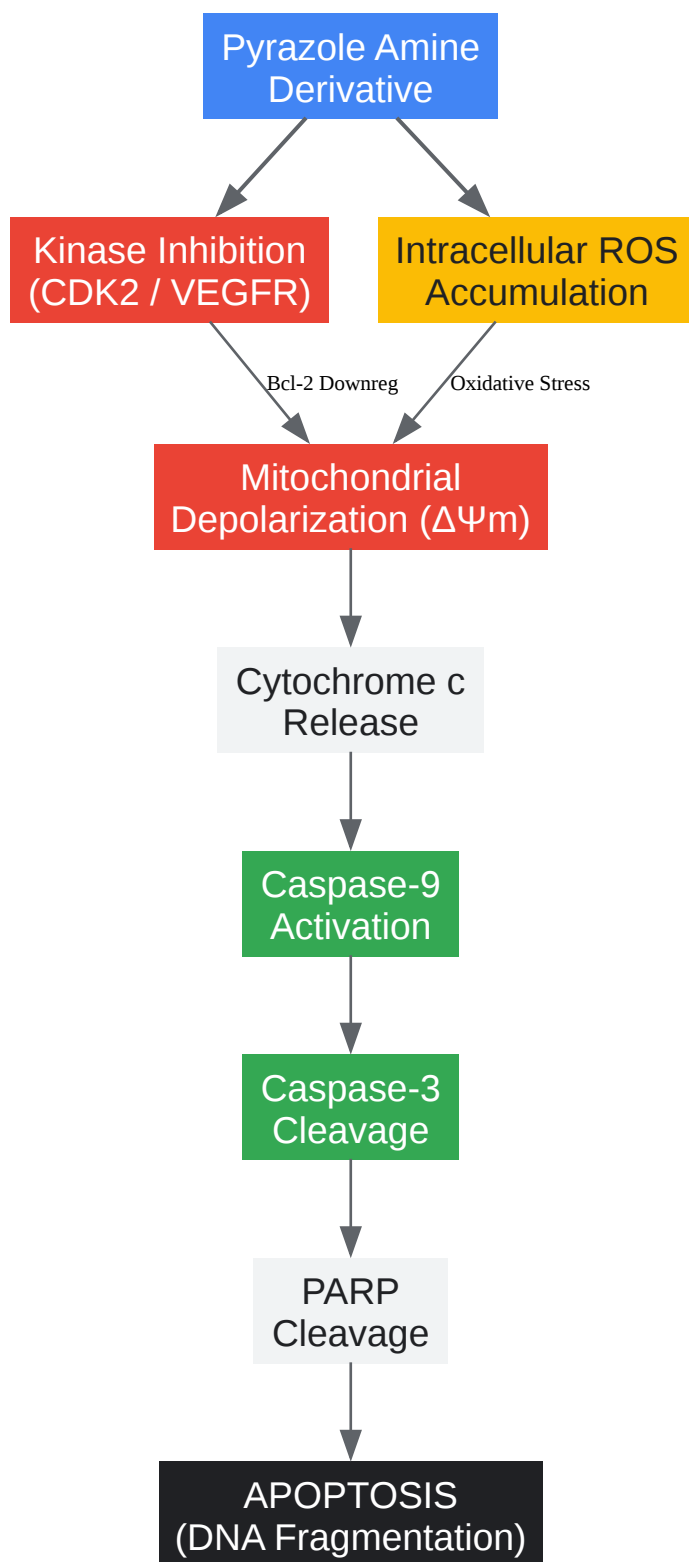 Pyrazole Amine
Derivative
Kinase Inhibition
(CDK2 / VEGFR)
Intracellular ROS
Accumulation
Bcl-2 Downreg
Oxidative Stress
Mitochondrial
Depolarization (ΔΨm)
Cytochrome c
Release
Caspase-9
Activation
Caspase-3
Cleavage
PARP
Cleavage
APOPTOSIS
(DNA Fragmentation)